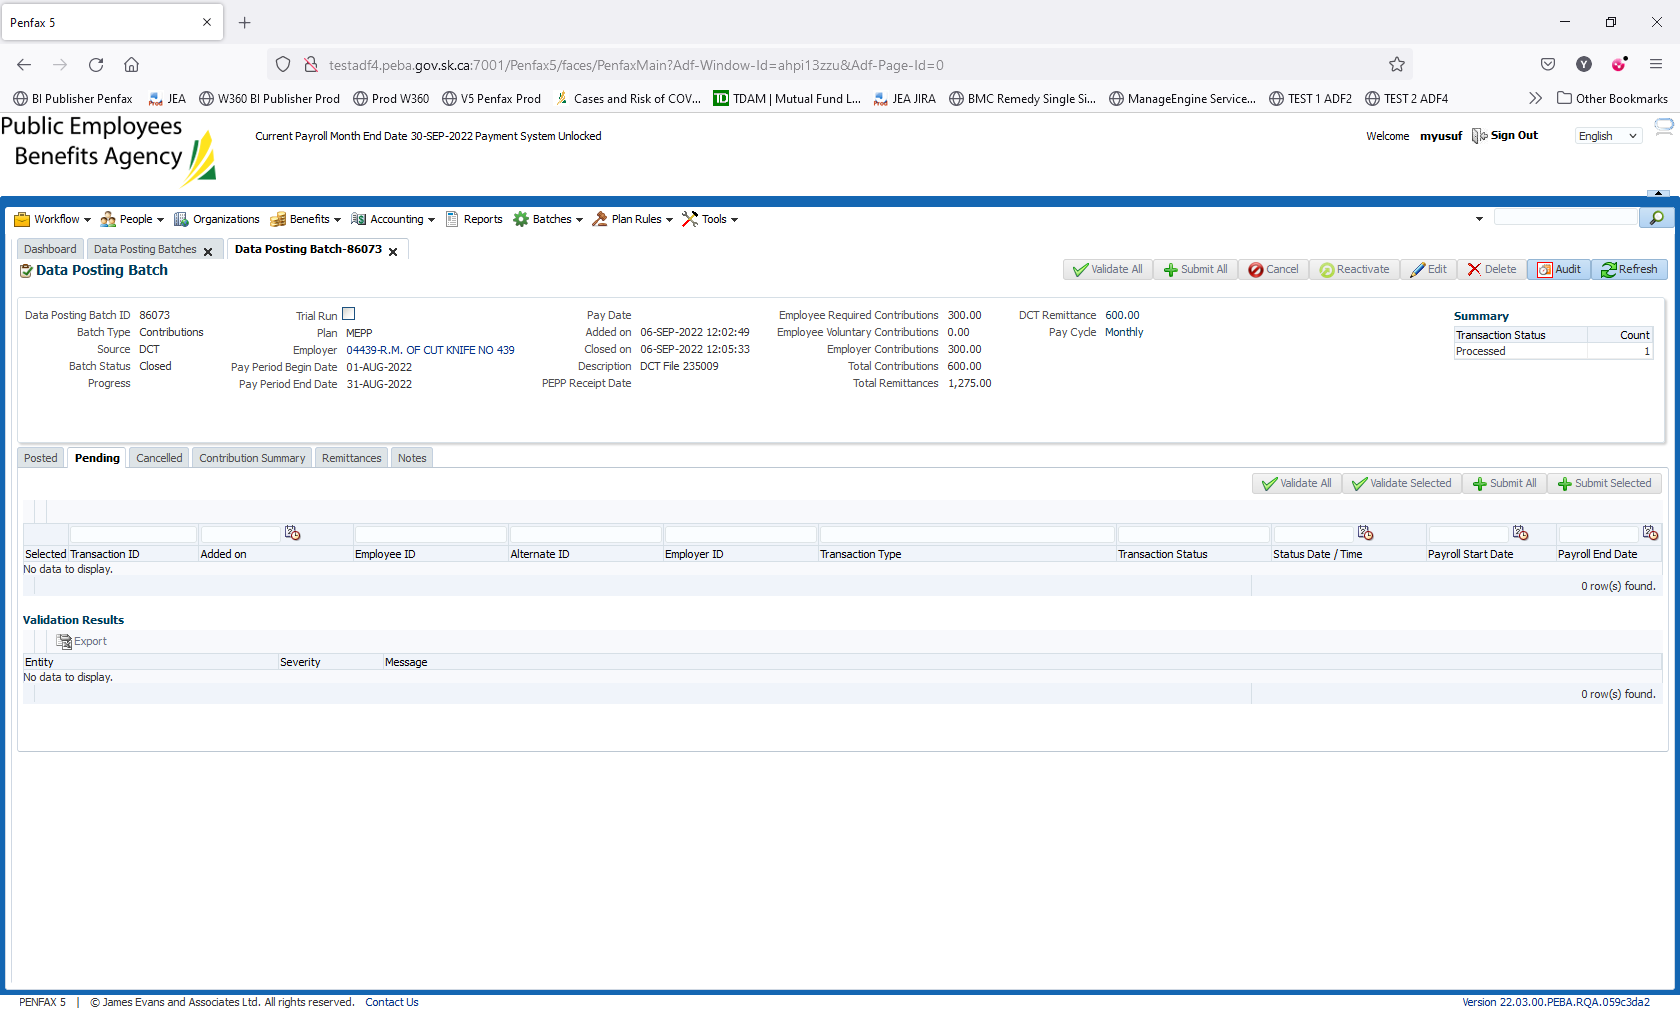 Penfax 5
testadf4.peba.gov.sk.ca:7001/Penfax5/faces/PenfaxMain?Adf-Window-Id=ahpi13zzu&Adf-Page-Id=0
BI Publisher Penfax JEA W360 BI Publisher Prod Prod W360 V5 Penfax Prod Cases and Risk of COV... TD TDAM | Mutual Fund L... JEA JIRA BMC Remedy Single Si... ManageEngine Service... TEST 1 ADF2 TEST 2 ADF4 Other Bookmarks
Public Employees
Benefits Agency
Current Payroll Month End Date 30-SEP-2022 Payment System Unlocked
Welcome myusuf Sign Out English
Workflow People Organizations Benefits Accounting Reports Batches Plan Rules Tools
Dashboard Data Posting Batches Data Posting Batch-86073
Data Posting Batch
Validate All Submit All Cancel Reactivate Edit Delete Audit Refresh
Data Posting Batch ID 86073
Batch Type Contributions
Source DCT
Batch Status Closed
Progress
Trial Run
Plan MEPP
Employer 04439-R.M. OF CUT KNIFE NO 439
Pay Period Begin Date 01-AUG-2022
Pay Period End Date 31-AUG-2022
Pay Date
Added on 06-SEP-2022 12:02:49
Closed on 06-SEP-2022 12:05:33
Description DCT File 235009
PEPP Receipt Date
Employee Required Contributions 300.00
Employee Voluntary Contributions 0.00
Employer Contributions 300.00
Total Contributions 600.00
Total Remittances 1,275.00
DCT Remittance 600.00
Pay Cycle Monthly
Summary
Transaction Status Count
Processed 1
Posted Pending Cancelled Contribution Summary Remittances Notes
Validate All Validate Selected Submit All Submit Selected
Selected Transaction ID Added on Employee ID Alternate ID Employer ID Transaction Type Transaction Status Status Date / Time Payroll Start Date Payroll End Date
No data to display.
0 row(s) found.
Validation Results
Export
Entity Severity Message
No data to display.
0 row(s) found.
PENFAX 5 | © James Evans and Associates Ltd. All rights reserved. Contact Us
Version 22.03.00.PEBA.RQA.059c3da2